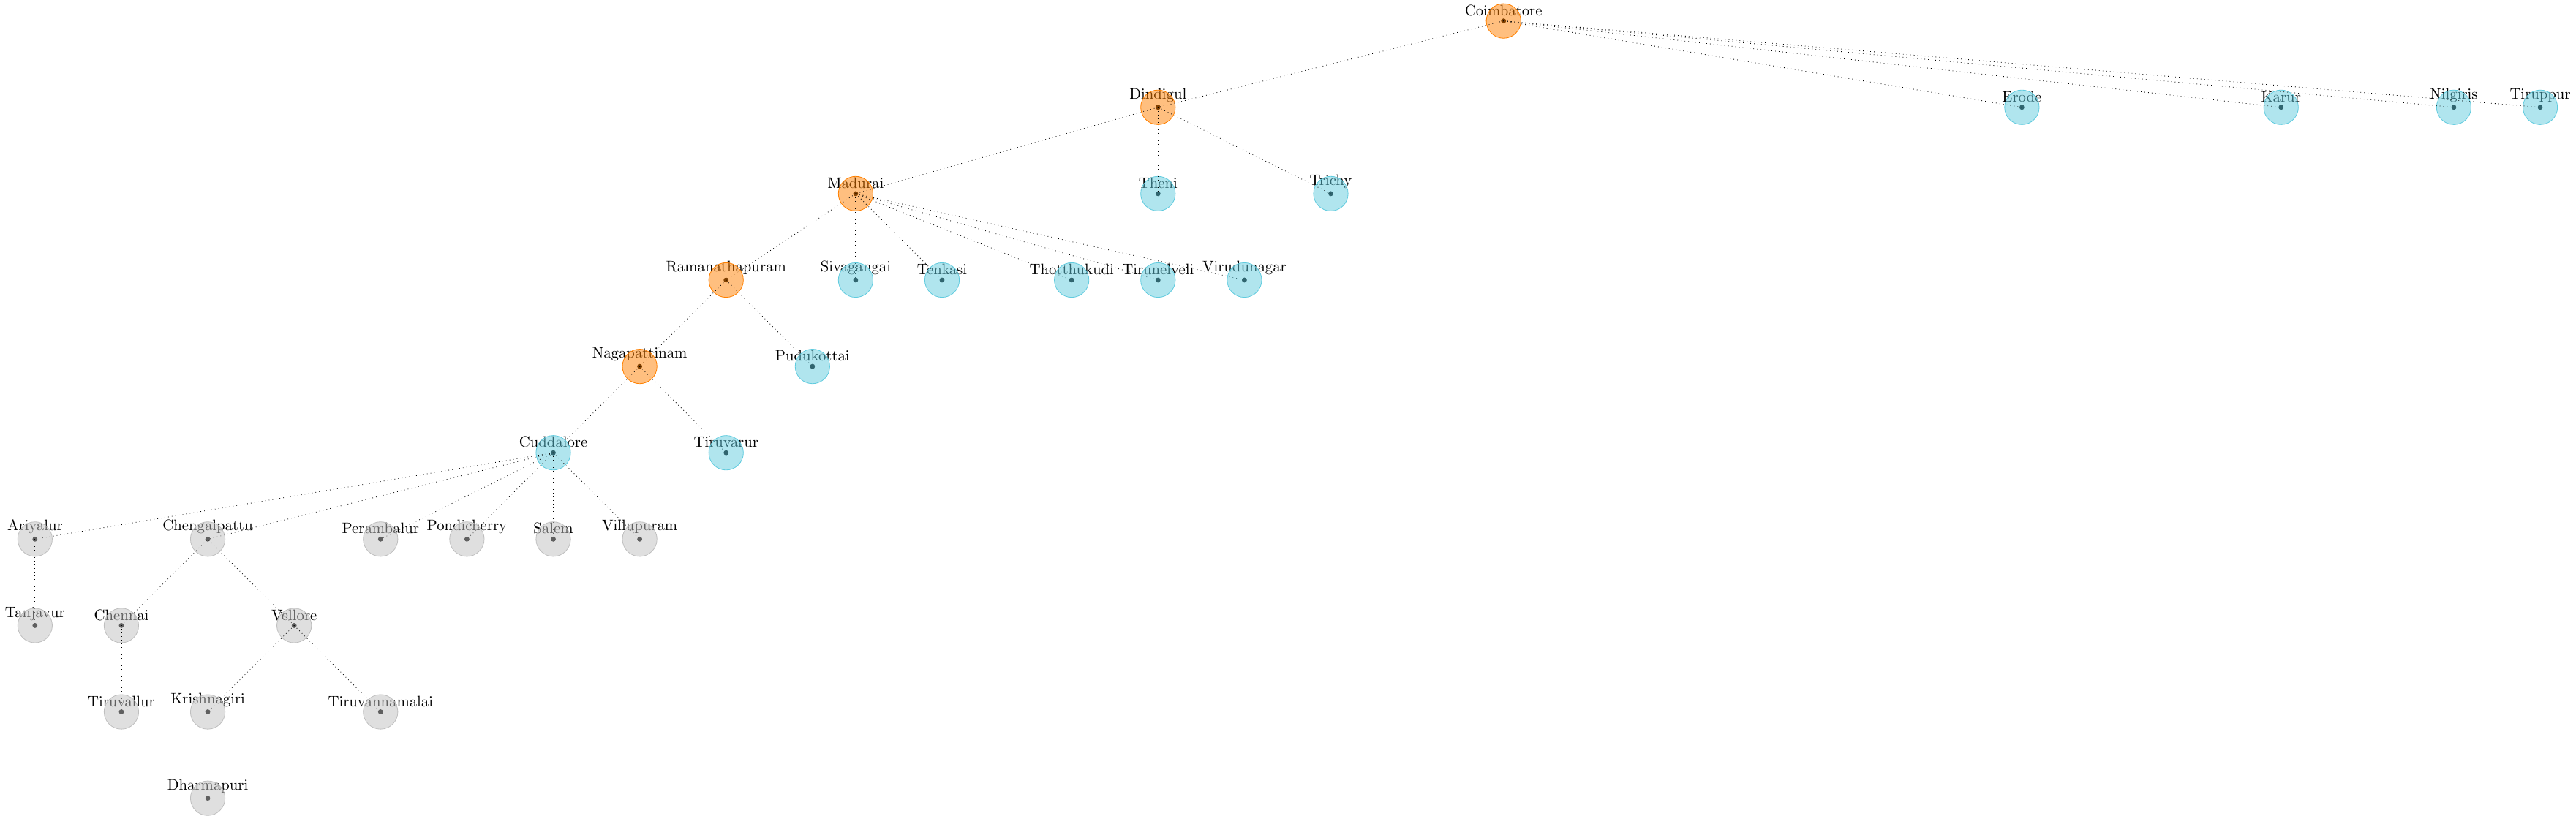 Coimbatore
Dindigul
Erode
Karur
Nilgiris
Tiruppur
Madurai
Theni
Trichy
Ramanathapuram
Sivagangai
Tenkasi
Thotthukudi
Tirunelveli
Virudunagar
Nagapattinam
Pudukottai
Cuddalore
Tiruvarur
Ariyalur
Chengalpattu
Perambalur
Pondicherry
Salem
Villupuram
Tanjavur
Chennai
Vellore
Tiruvallur
Krishnagiri
Tiruvannamalai
Dharmapuri